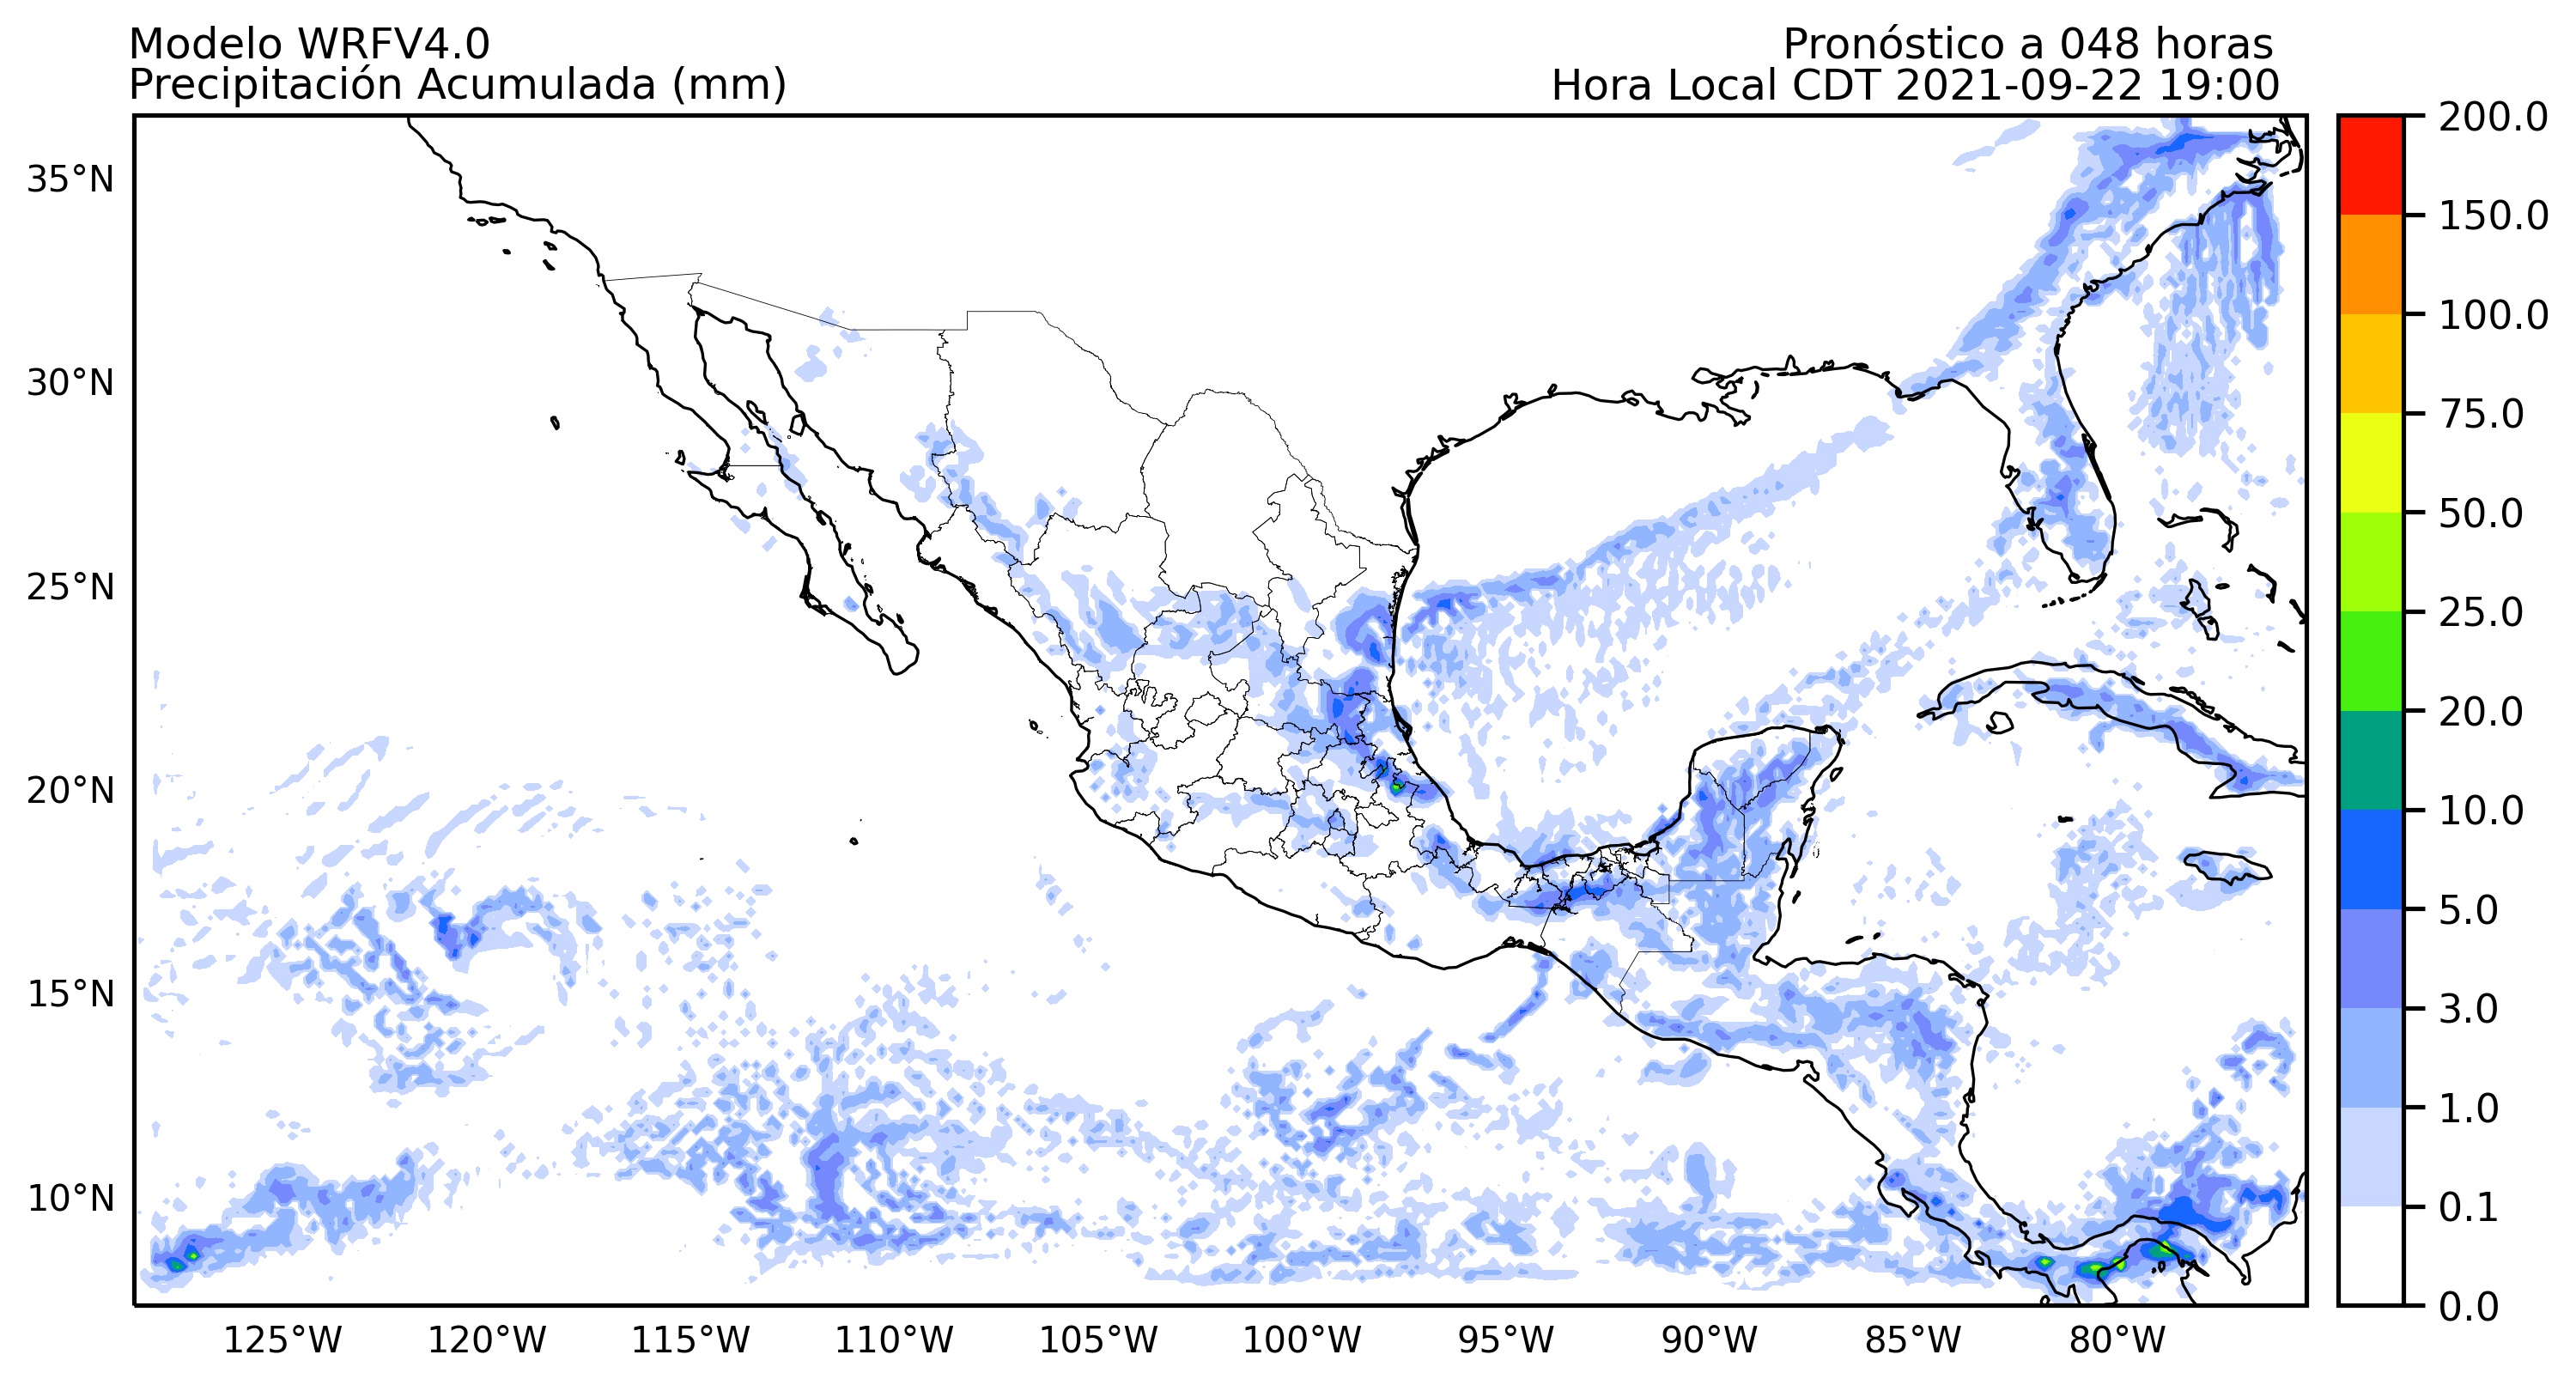 Modelo WRFV4.0
Pronóstico a 048 horas
Precipitación Acumulada (mm)
Hora Local CDT 2021-09-22 19:00
35°N
30°N
25°N
20°N
15°N
10°N
125°W 120°W 115°W 110°W 105°W 100°W 95°W 90°W 85°W 80°W
200.0
150.0
100.0
75.0
50.0
25.0
20.0
10.0
5.0
3.0
1.0
0.1
0.0